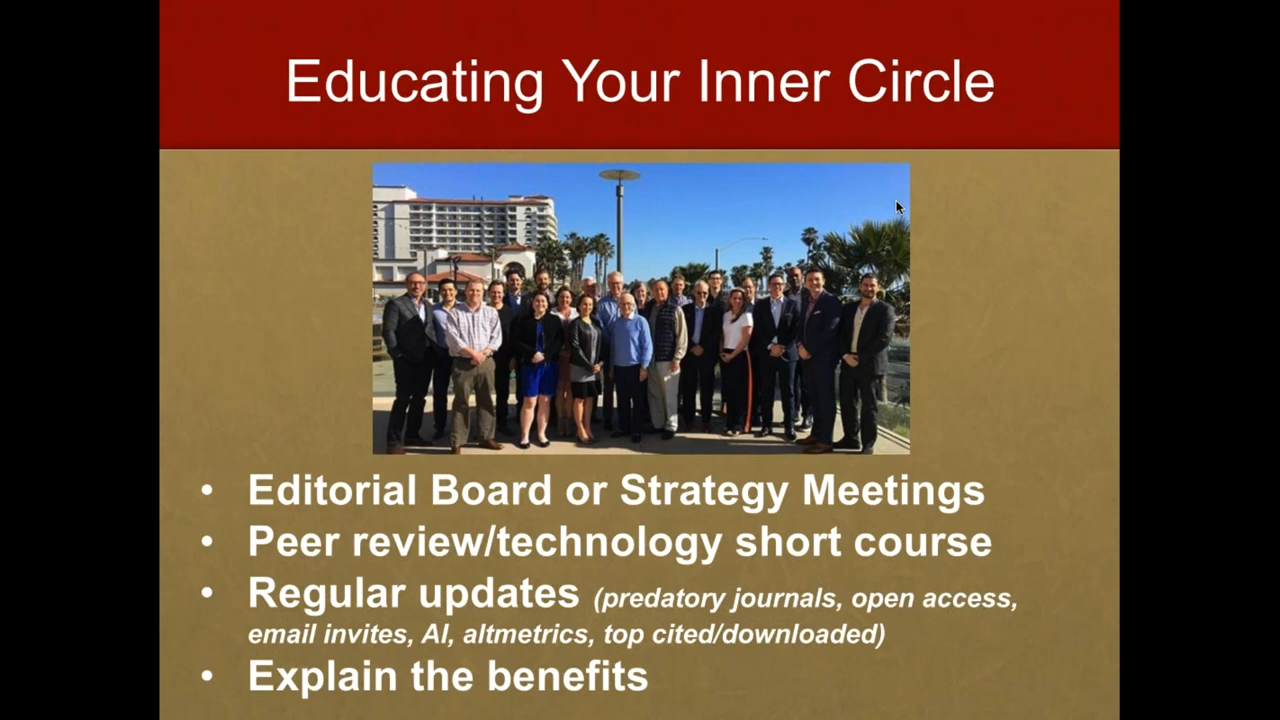 Educating Your Inner Circle
• Editorial Board or Strategy Meetings
• Peer review/technology short course
• Regular updates (predatory journals, open access,
email invites, AI, altmetrics, top cited/downloaded)
• Explain the benefits